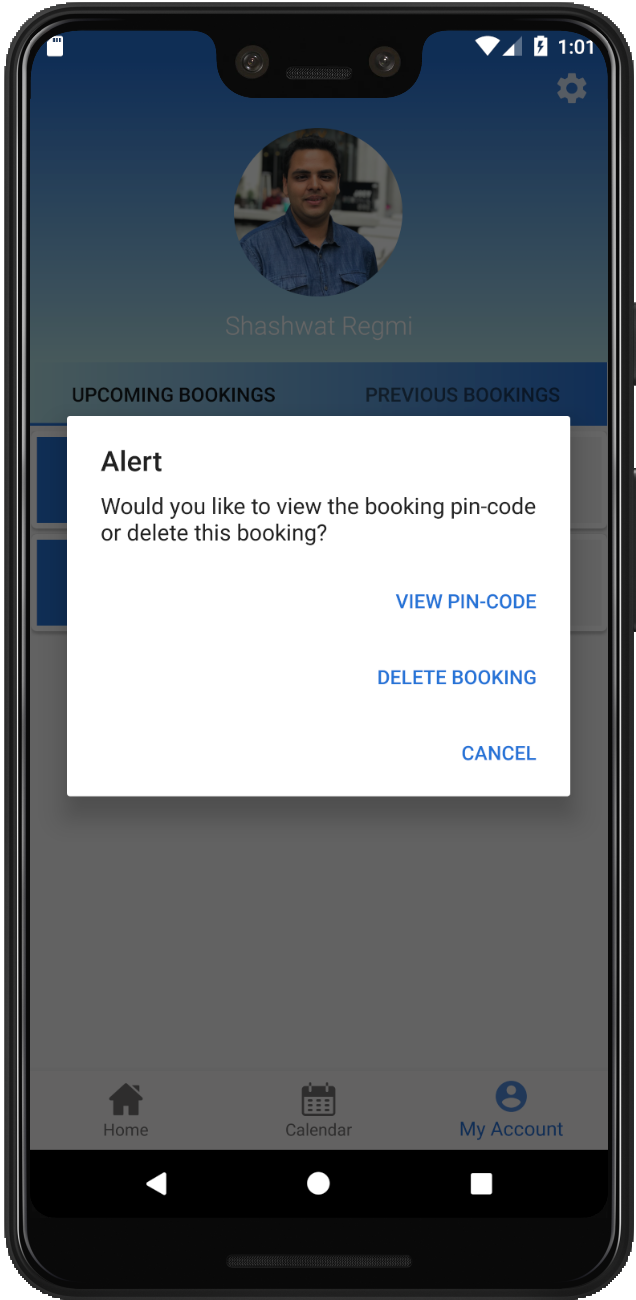 1:01
Shashwat Regmi
UPCOMING BOOKINGS PREVIOUS BOOKINGS
Alert
Would you like to view the booking pin-code
or delete this booking?
VIEW PIN-CODE
DELETE BOOKING
CANCEL
Home Calendar My Account